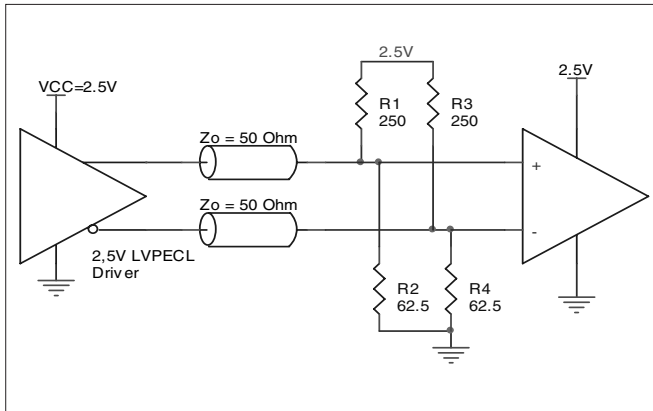 2.5V
VCC=2.5V
2.5V
R1
250
R3
250
Zo = 50 Ohm
+
Zo = 50 Ohm
-
2,5V LVPECL
Driver
R2
62.5
R4
62.5